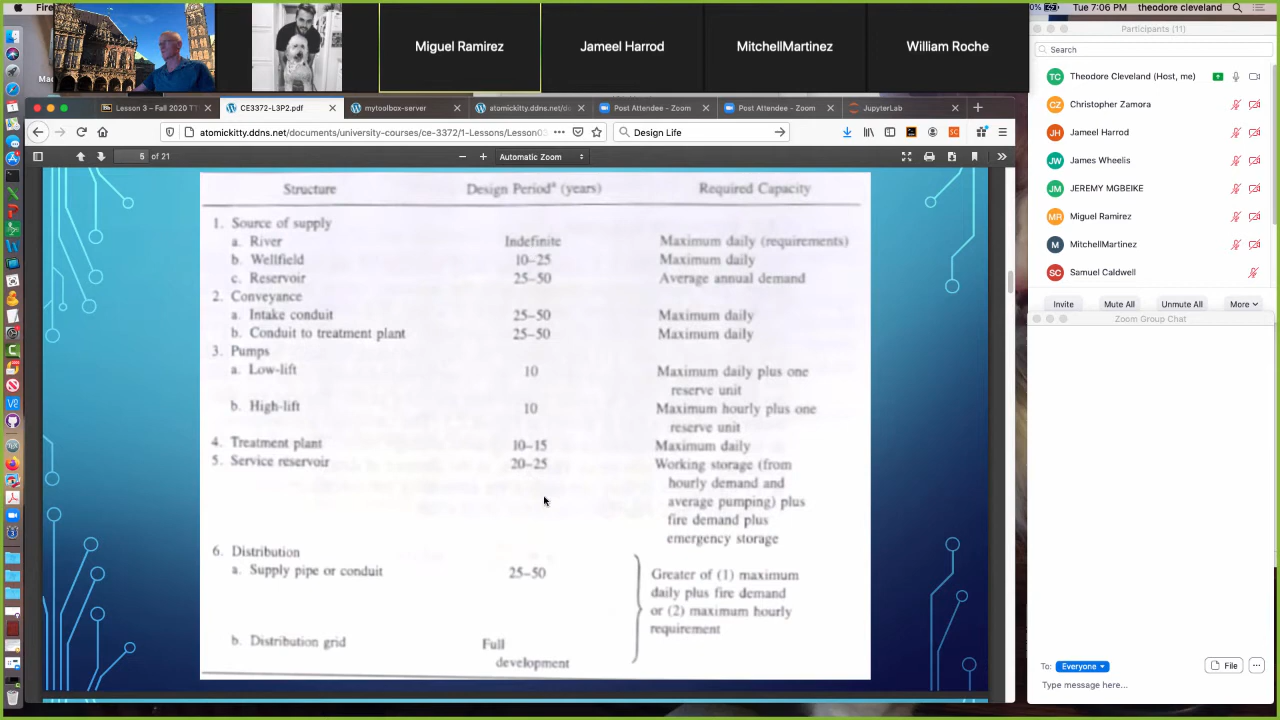 Fire
0%
Tue 7:06 PM theodore cleveland
Miguel Ramirez
Jameel Harrod
MitchellMartinez
William Roche
Participants (11)
Search
Theodore Cleveland (Host, me)
Christopher Zamora
Jameel Harrod
James Wheelis
JEREMY MGBEIKE
Miguel Ramirez
MitchellMartinez
Samuel Caldwell
Invite Mute All Unmute All More
Zoom Group Chat
To: Everyone
File
Type message here...
Lesson 3 – Fall 2020 T
CE3372-L3P2.pdf
mytoolbox-server
atomickitty.ddns.net/d
Post Attendee - Zoom
Post Attendee - Zoom
JupyterLab
atomickitty.ddns.net/documents/university-courses/ce-3372/1-Lessons/Lesson0
Design Life
5 of 21
Automatic Zoom
Structure Design Periodᵃ (years) Required Capacity
1. Source of supply
a. River Indefinite Maximum daily (requirements)
b. Wellfield 10–25 Maximum daily
c. Reservoir 25–50 Average annual demand
2. Conveyance
a. Intake conduit 25–50 Maximum daily
b. Conduit to treatment plant 25–50 Maximum daily
3. Pumps
a. Low-lift 10 Maximum daily plus one
reserve unit
b. High-lift 10 Maximum hourly plus one
reserve unit
4. Treatment plant 10–15 Maximum daily
5. Service reservoir 20–25 Working storage (from
hourly demand and
average pumping) plus
fire demand plus
emergency storage
6. Distribution
a. Supply pipe or conduit 25–50 Greater of (1) maximum
daily plus fire demand
or (2) maximum hourly
requirement
b. Distribution grid Full
development